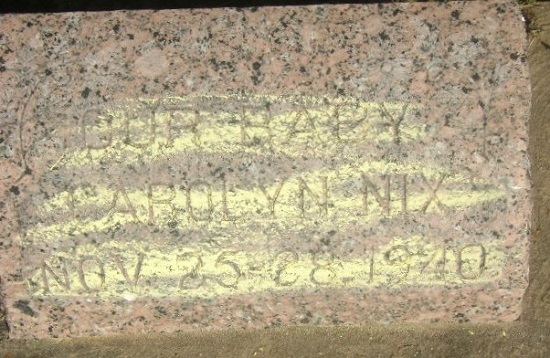 OUR BABY
CAROLYN NIX
NOV. 25-28 1940